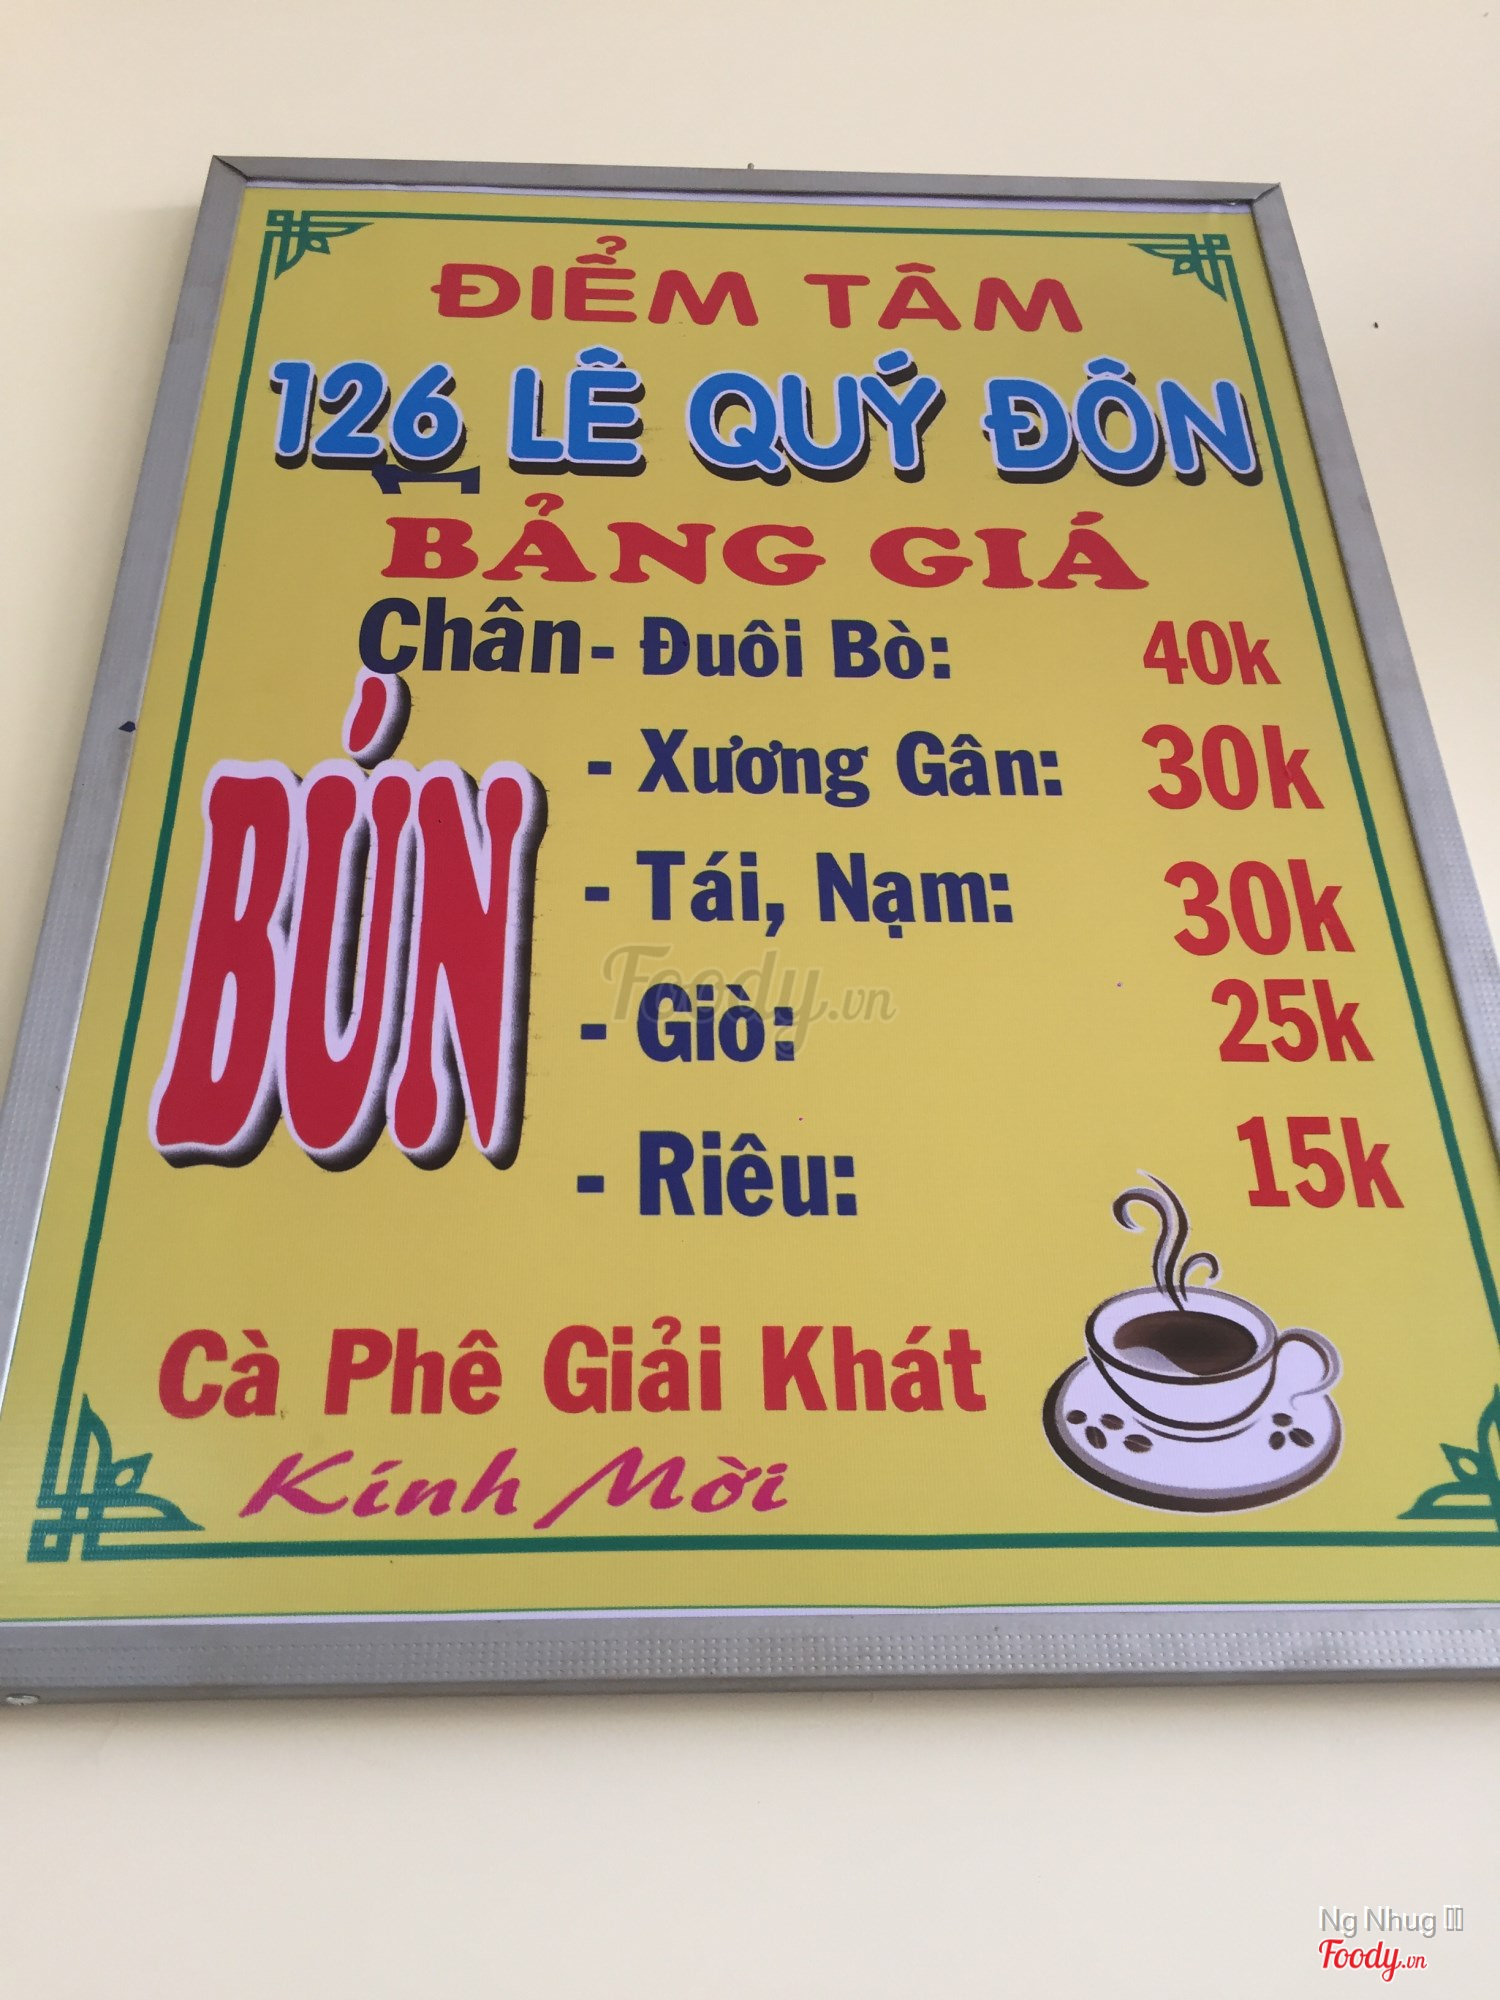 ĐIỂM TÂM
126 LÊ QUÝ ĐÔN
BẢNG GIÁ
Chân - Đuôi Bò: 40k
BÚN
- Xương Gân: 30k
- Tái, Nạm: 30k
- Giò: 25k
- Riêu: 15k
Cà Phê Giải Khát
Kính Mời
Foody.vn
Ng Nhug
Foody.vn